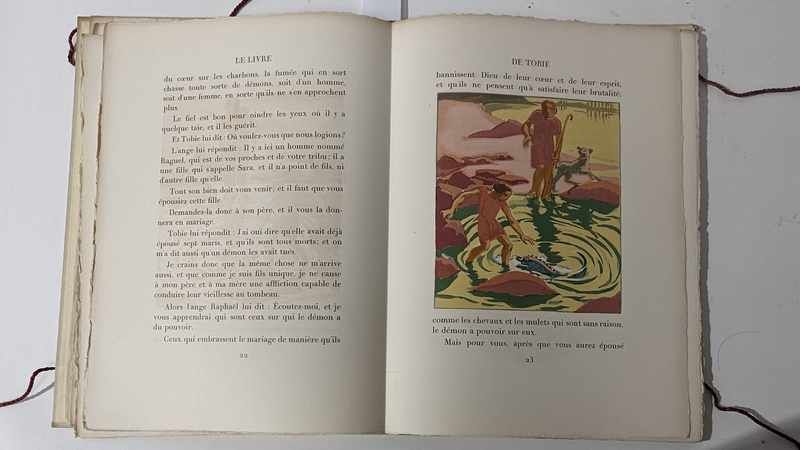 LE LIVRE
du cœur sur les charbons, la fumée qui en sort
chasse toute sorte de démons, soit d'un homme,
soit d'une femme, en sorte qu'ils ne s'en approchent
plus.
Le fiel est bon pour oindre les yeux où il y a
quelque taie, et il les guérit.
Et Tobie lui dit : Où voulez-vous que nous logions?
L'ange lui répondit : Il y a ici un homme nommé
Raguel, qui est de vos proches et de votre tribu; il a
une fille qui s'appelle Sara, et il n'a point de fils, ni
d'autre fille qu'elle.
Tout son bien doit vous venir, et il faut que vous
épousiez cette fille.
Demandez-la donc à son père, et il vous la don-
nera en mariage.
Tobie lui répondit : J'ai ouï dire qu'elle avait déjà
épousé sept maris, et qu'ils sont tous morts; et on
m'a dit aussi qu'un démon les avait tués.
Je crains donc que la même chose ne m'arrive
aussi, et que comme je suis fils unique, je ne cause
à mon père et à ma mère une affliction capable de
conduire leur vieillesse au tombeau.
Alors l'ange Raphaël lui dit : Ecoutez-moi, et je
vous apprendrai qui sont ceux sur qui le démon a
du pouvoir.
Ceux qui embrassent le mariage de manière qu'ils
22
DE TOBIE
bannissent Dieu de leur cœur et de leur esprit,
et qu'ils ne pensent qu'à satisfaire leur brutalité,
comme les chevaux et les mulets qui sont sans raison,
le démon a pouvoir sur eux.
Mais pour vous, après que vous aurez épousé
23